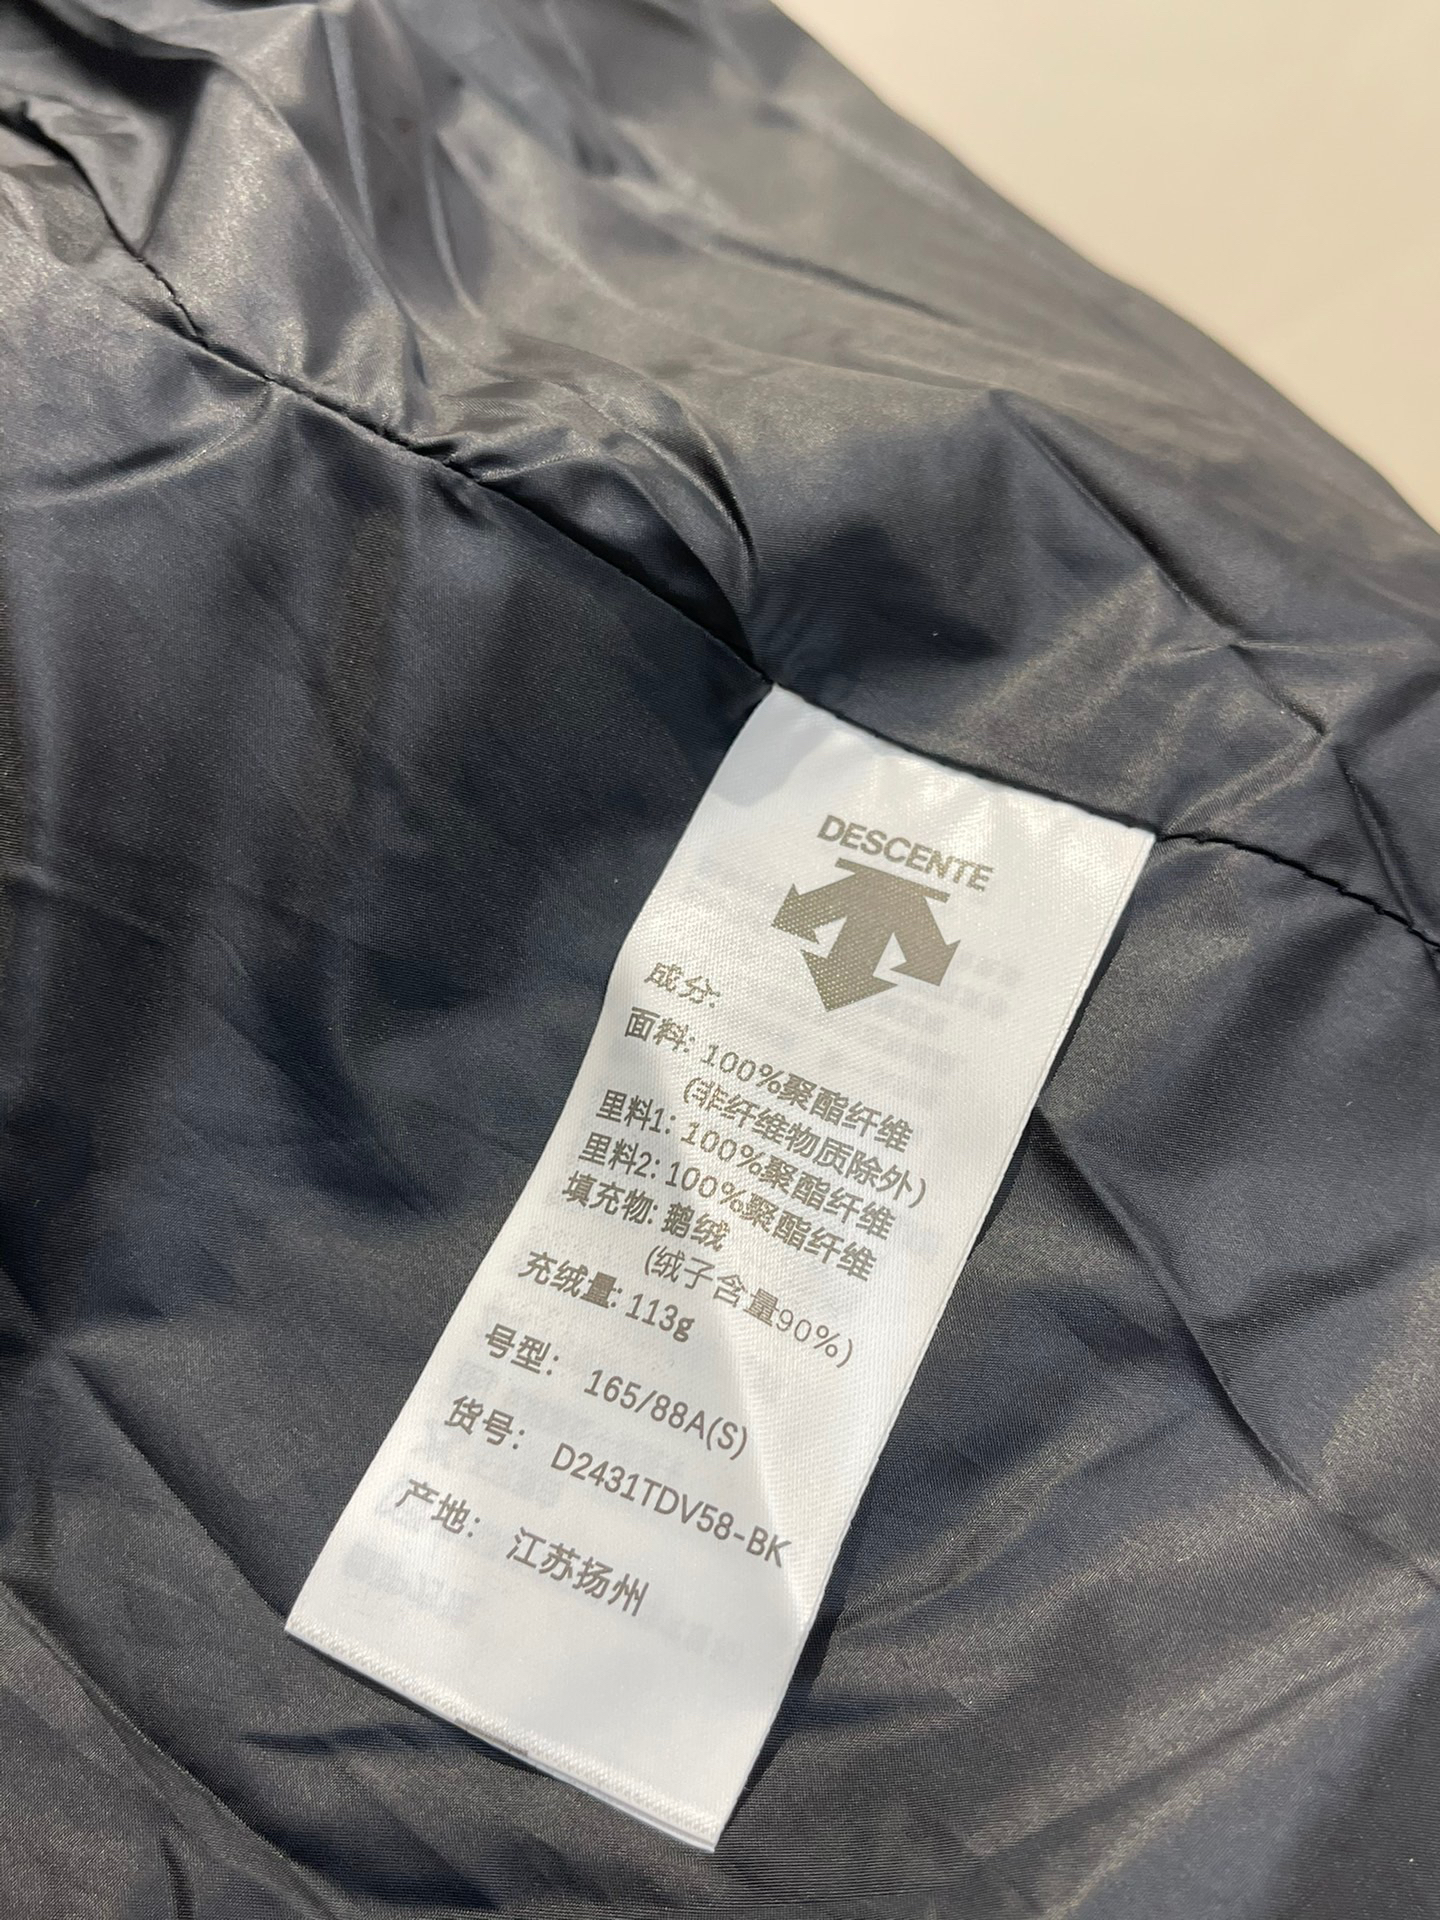 DESCENTE
成分:
面料: 100%聚酯纤维
(非纤维物质除外)
里料1: 100%聚酯纤维
里料2: 100%聚酯纤维
填充物: 鹅绒
(绒子含量90%)
充绒量: 113g
号型: 165/88A(S)
货号: D2431TDV58-BK
产地: 江苏扬州